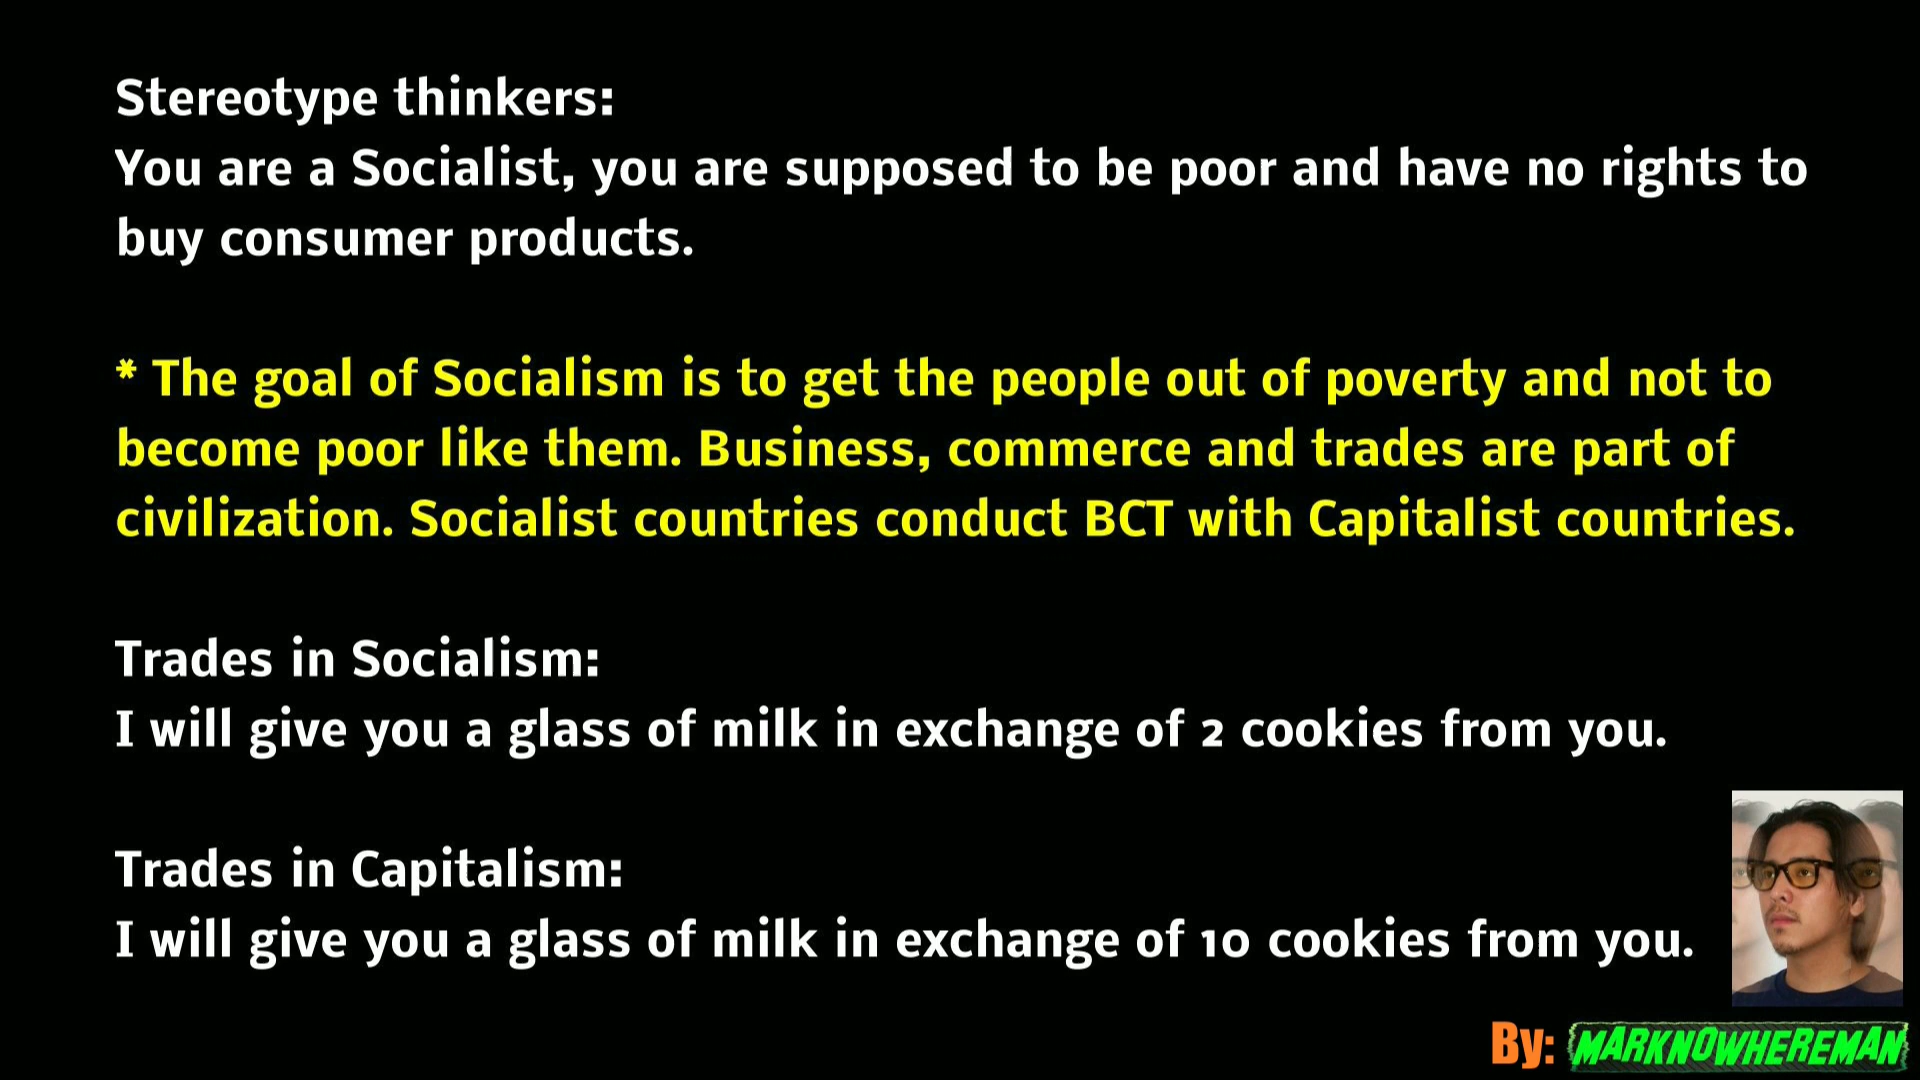 Stereotype thinkers:
You are a Socialist, you are supposed to be poor and have no rights to
buy consumer products.
* The goal of Socialism is to get the people out of poverty and not to
become poor like them. Business, commerce and trades are part of
civilization. Socialist countries conduct BCT with Capitalist countries.
Trades in Socialism:
I will give you a glass of milk in exchange of 2 cookies from you.
Trades in Capitalism:
I will give you a glass of milk in exchange of 10 cookies from you.
By: MARKNOWHEREMAN